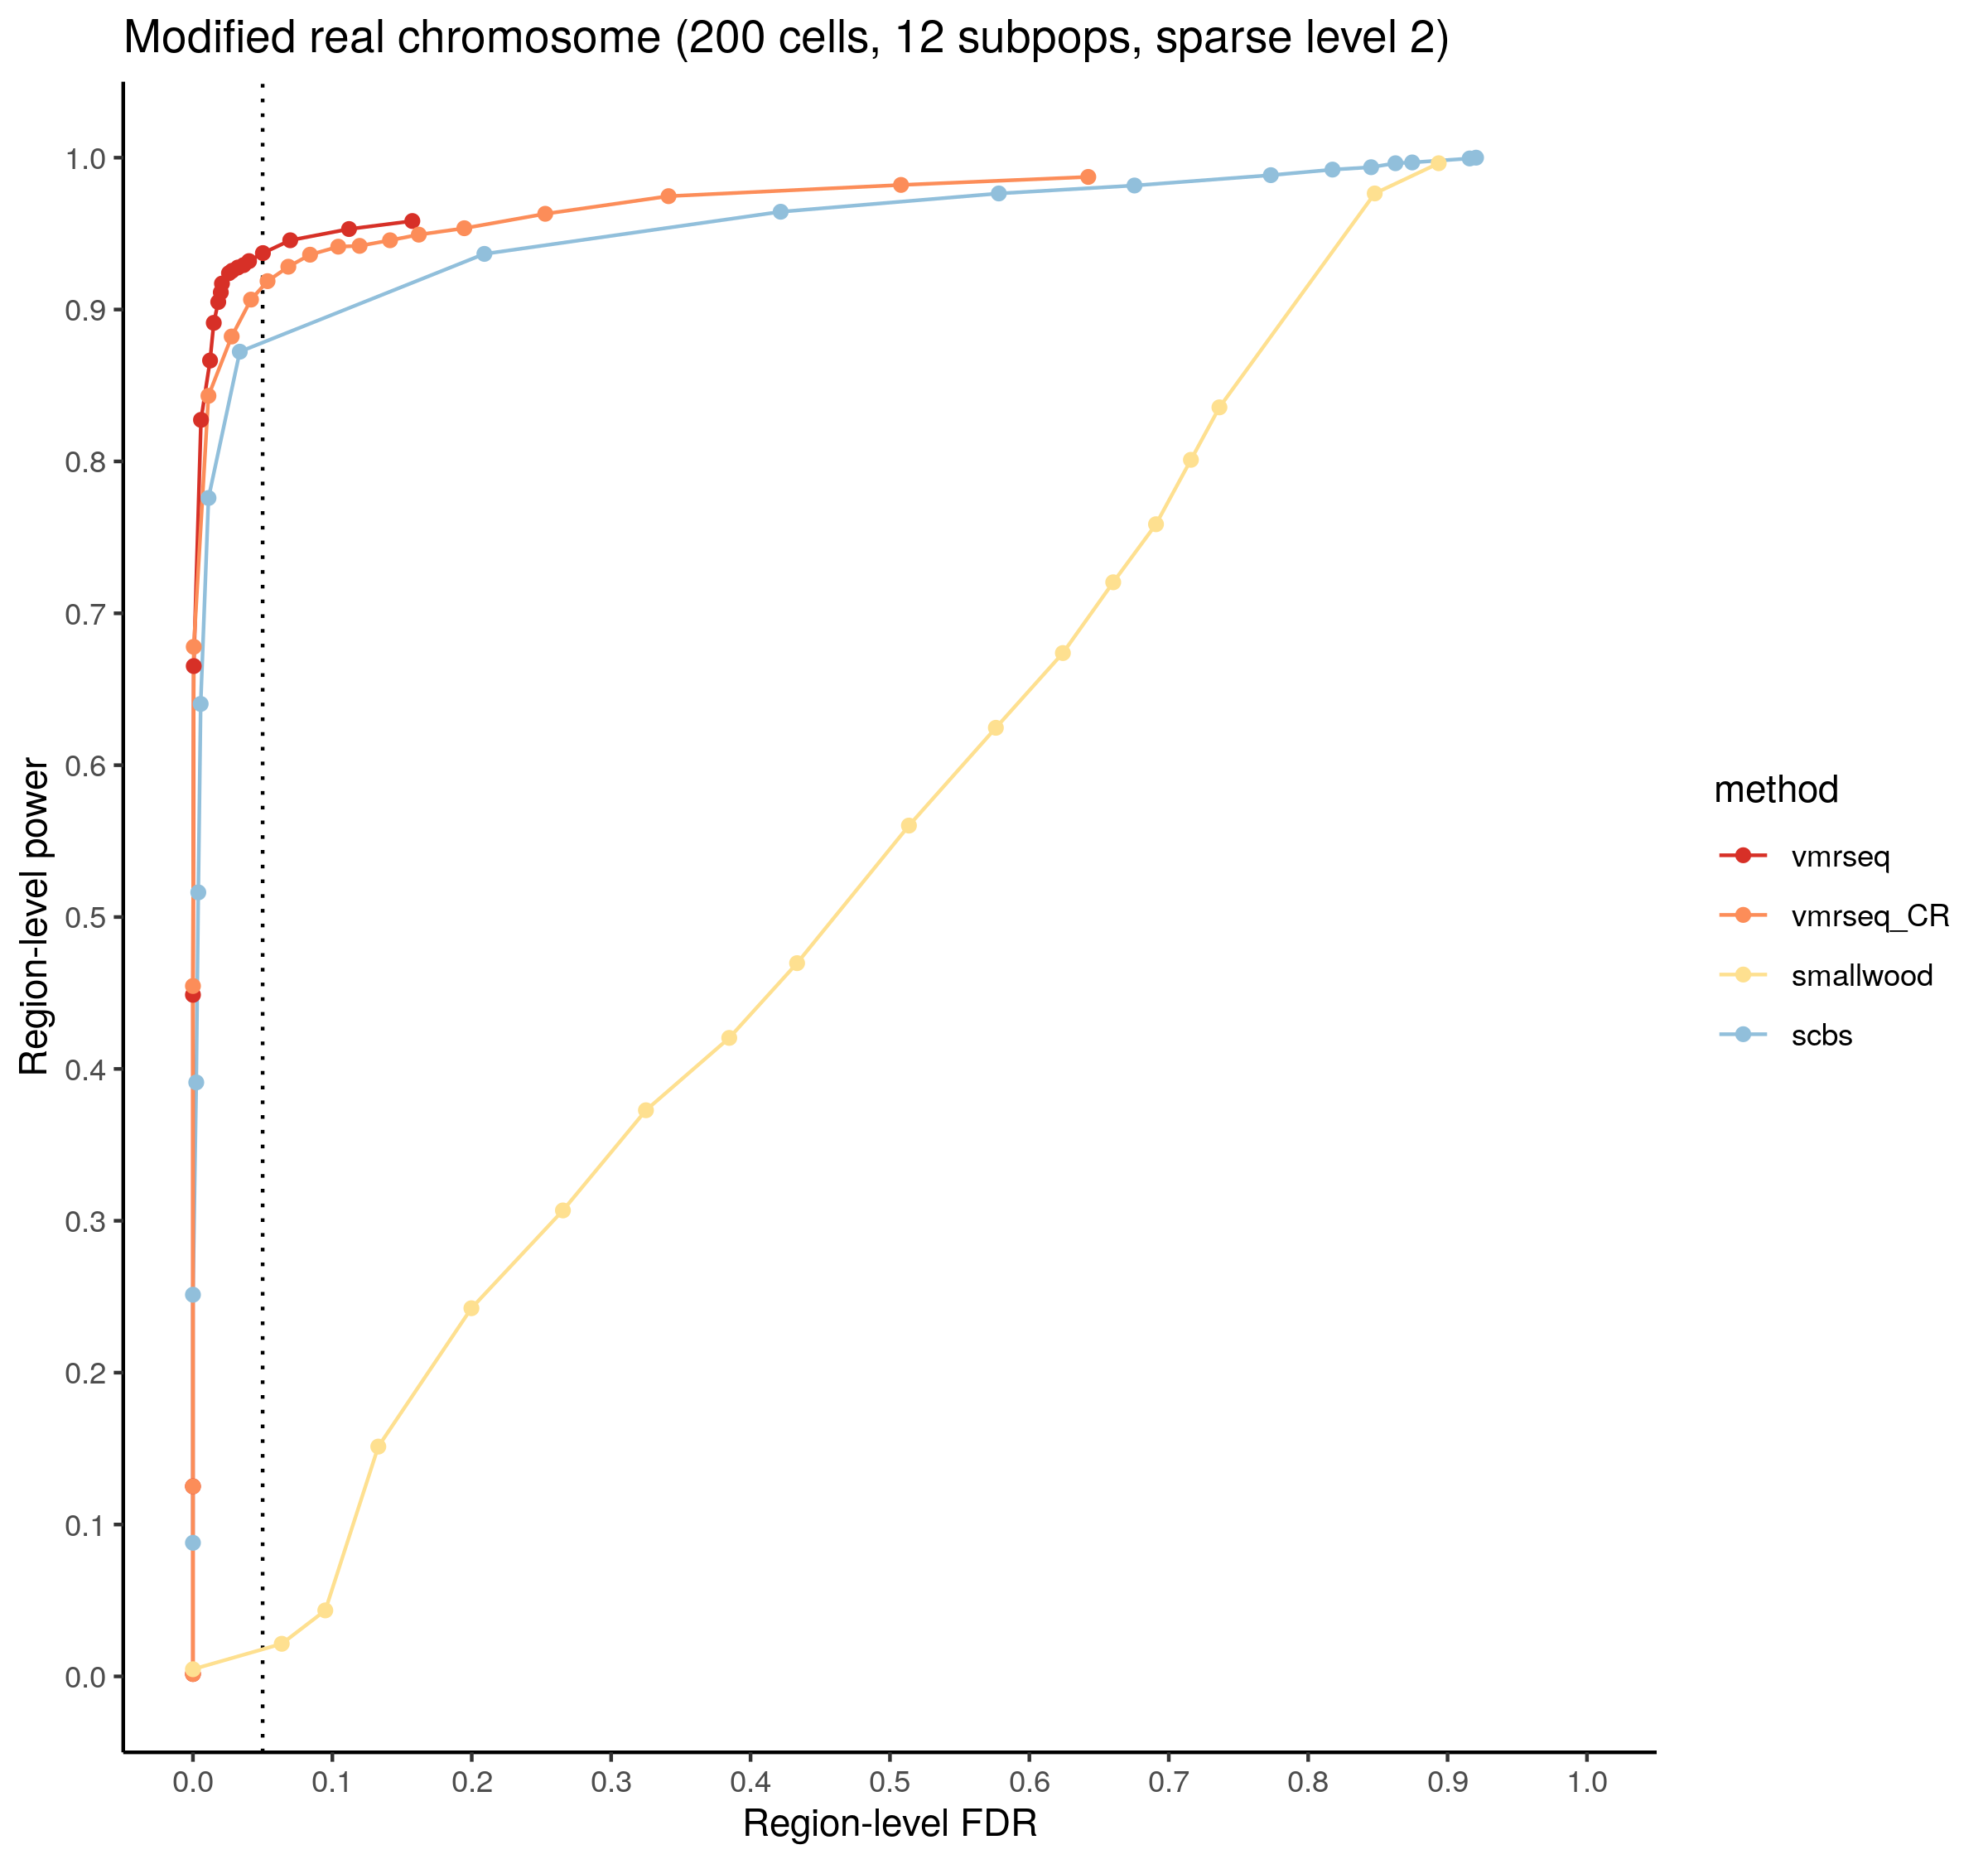 Modified real chromosome (200 cells, 12 subpops, sparse level 2)
1.0
0.9
0.8
0.7
0.6
0.5
0.4
0.3
0.2
0.1
0.0
Region-level power
0.0 0.1 0.2 0.3 0.4 0.5 0.6 0.7 0.8 0.9 1.0
Region-level FDR
method
vmrseq
vmrseq_CR
smallwood
scbs